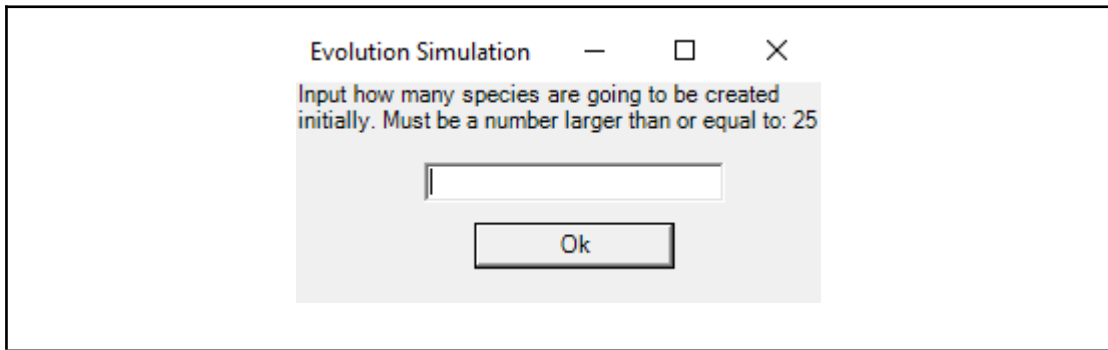 Evolution Simulation
Input how many species are going to be created
initially. Must be a number larger than or equal to: 25
Ok